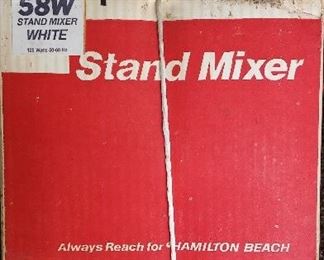 58W
STAND MIXER
WHITE
Stand Mixer
Always Reach for HAMILTON BEACH